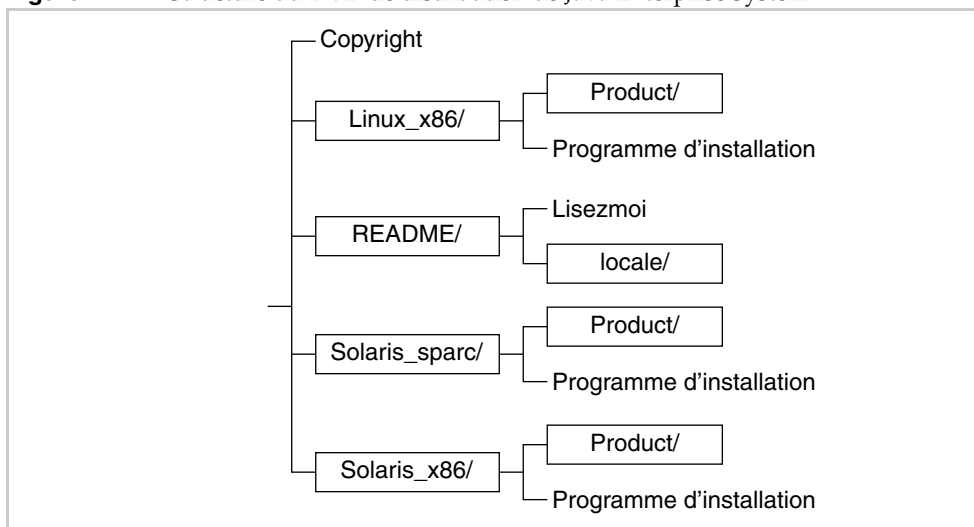 Copyright
Linux_x86/
Product/
Programme d'installation
README/
Lisezmoi
locale/
Solaris_sparc/
Product/
Programme d'installation
Solaris_x86/
Product/
Programme d'installation